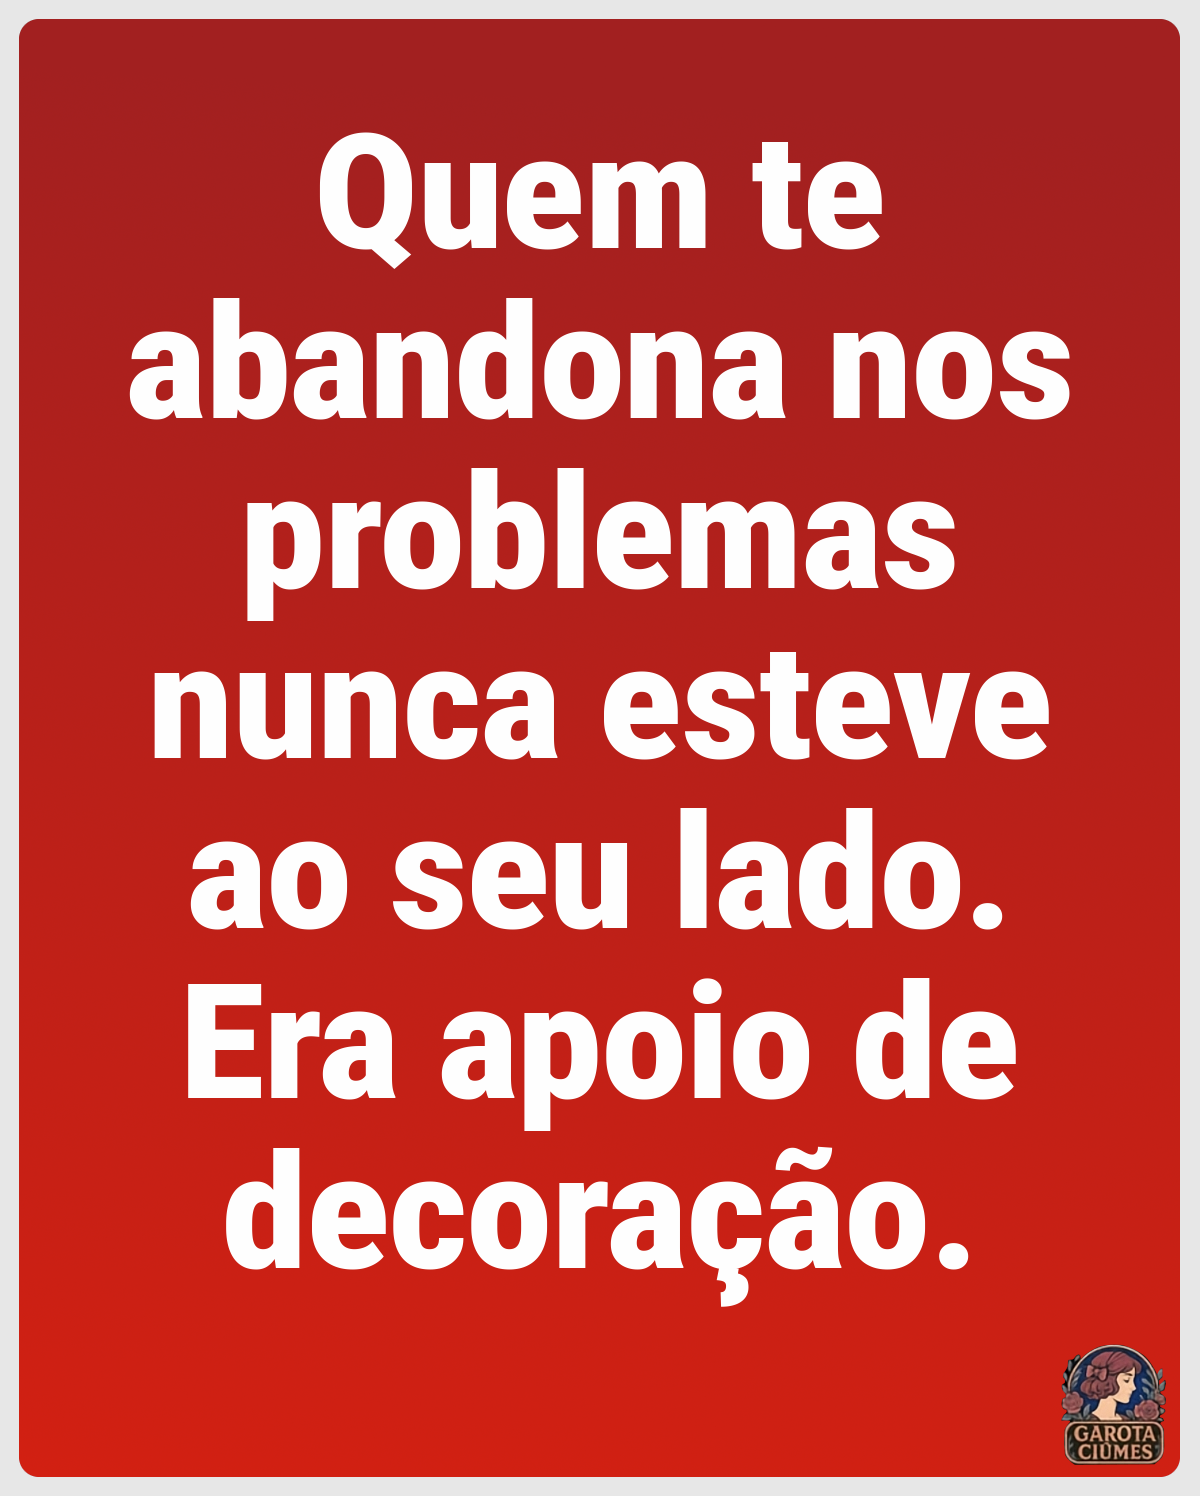 Quem te
abandona nos
problemas
nunca esteve
ao seu lado.
Era apoio de
decoração.
GAROTA
CIÚMES